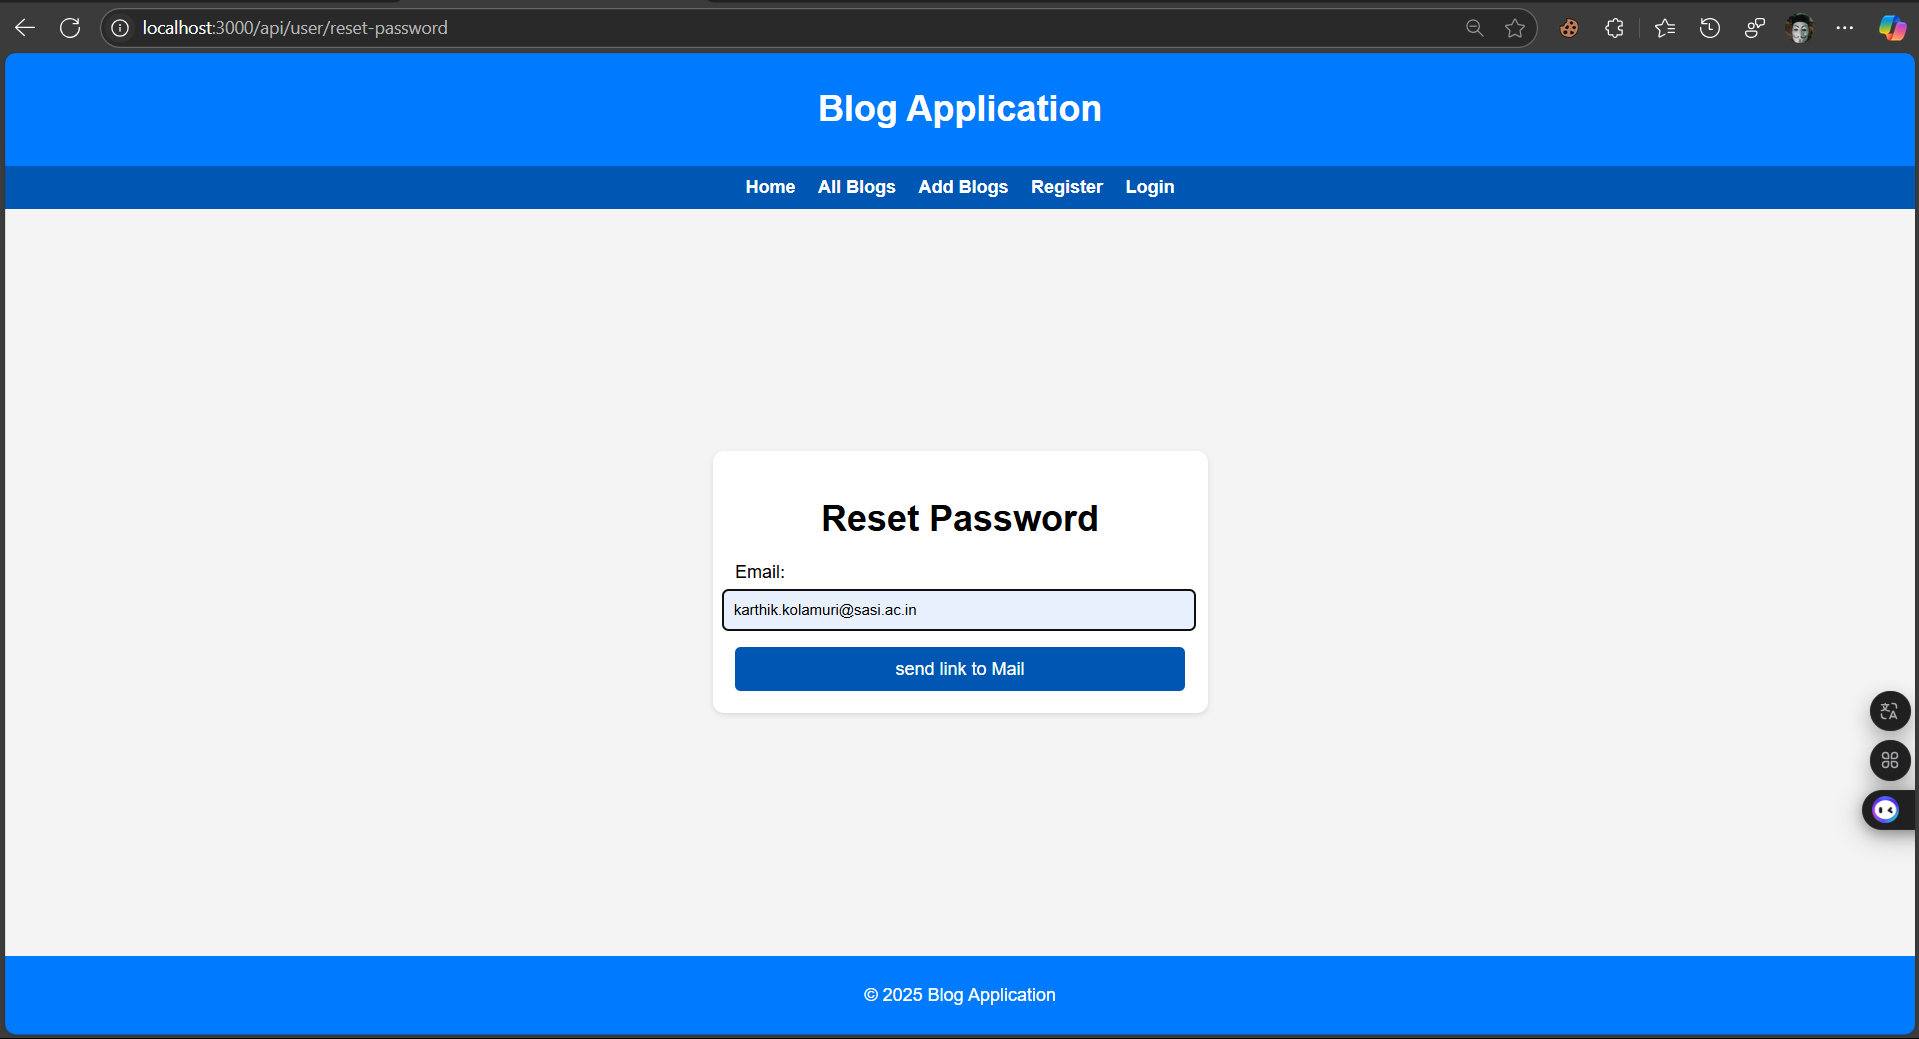 localhost:3000/api/user/reset-password
Blog Application
Home All Blogs Add Blogs Register Login
Reset Password
Email:
karthik.kolamuri@sasi.ac.in
send link to Mail
© 2025 Blog Application